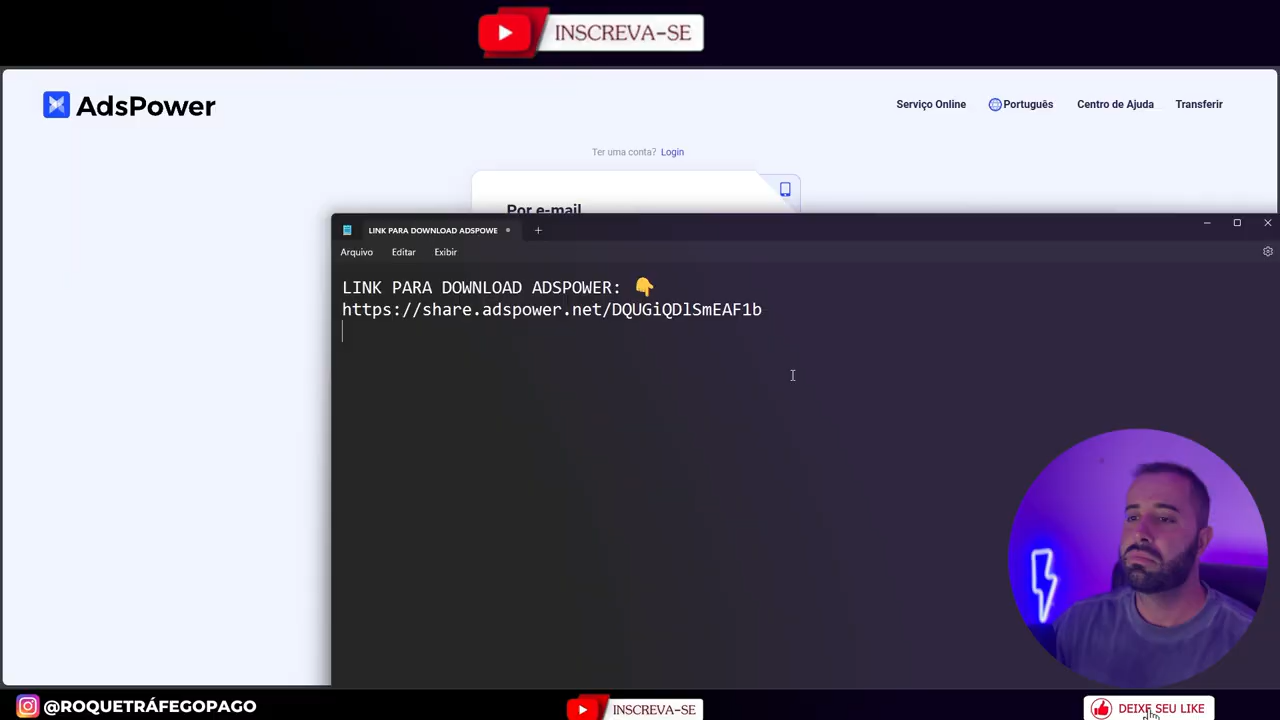 INSCREVA-SE
AdsPower
Serviço Online
Português
Centro de Ajuda
Transferir
Ter uma conta? Login
Por e-mail
LINK PARA DOWNLOAD ADSPOWE
Arquivo
Editar
Exibir
LINK PARA DOWNLOAD ADSPOWER: 👇
https://share.adspower.net/DQUGiQDlSmEAF1b
@ROQUETRÁFEGOPAGO
INSCREVA-SE
DEIXE SEU LIKE